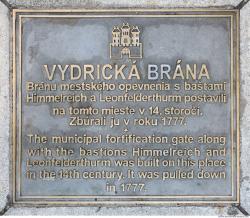 VYDRICKÁ BRÁNA
Bránu mestského opevnenia s baštami
Himmelreich a Leonfelderthurm postavili
na tomto mieste v 14. storočí.
Zbúrali ju v roku 1777.
The municipal fortification gate along
with the bastions Himmelreich and
Leonfelderthurm was built on this place
in the 14th century. It was pulled down
in 1777.